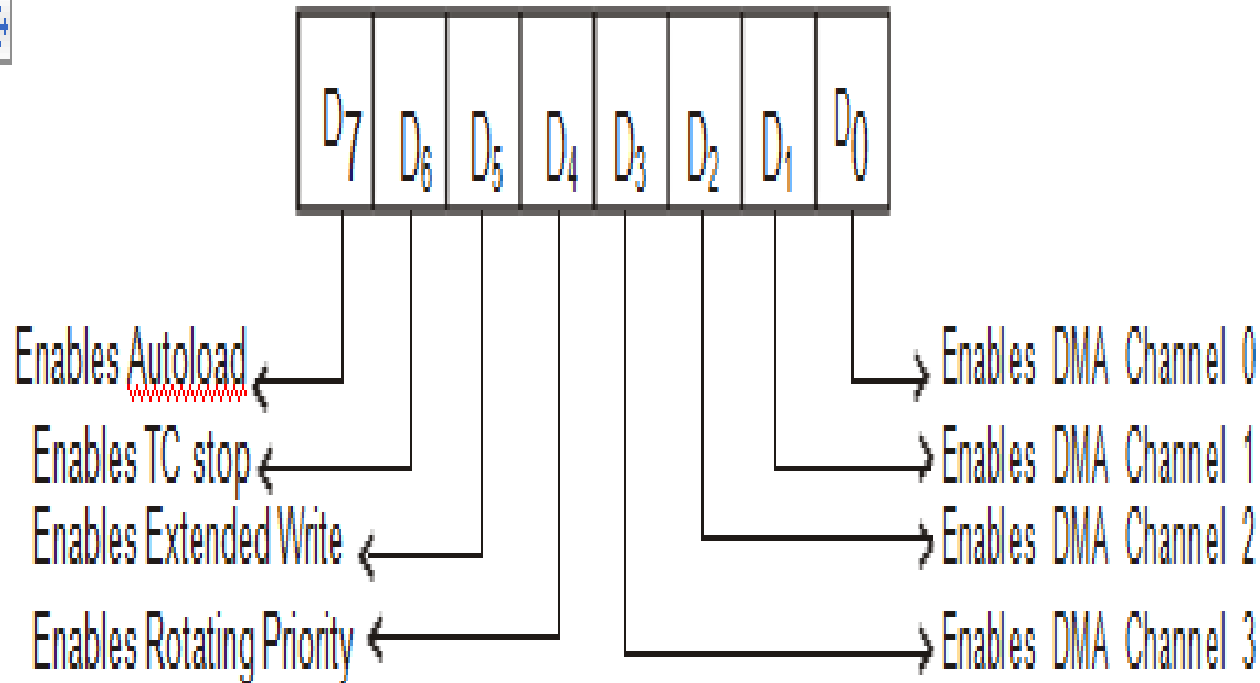 D7 D6 D5 D4 D3 D2 D1 D0
Enables Autoload
Enables TC stop
Enables Extended Write
Enables Rotating Priority
Enables DMA Channel 0
Enables DMA Channel 1
Enables DMA Channel 2
Enables DMA Channel 3